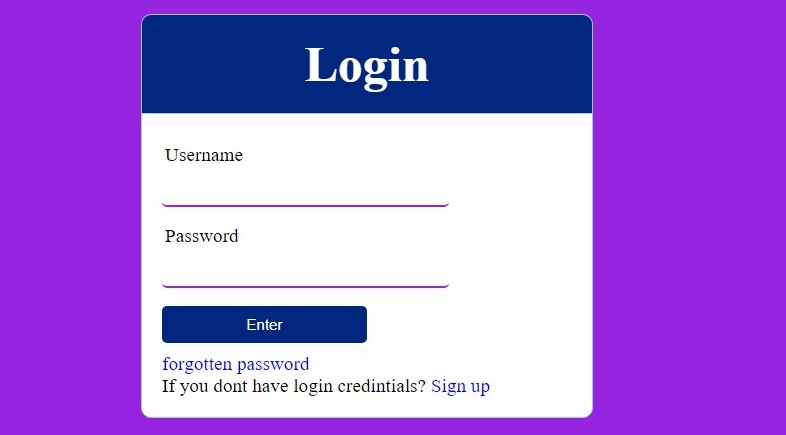 Login
Username
Password
Enter
forgotten password
If you dont have login credintials? Sign up